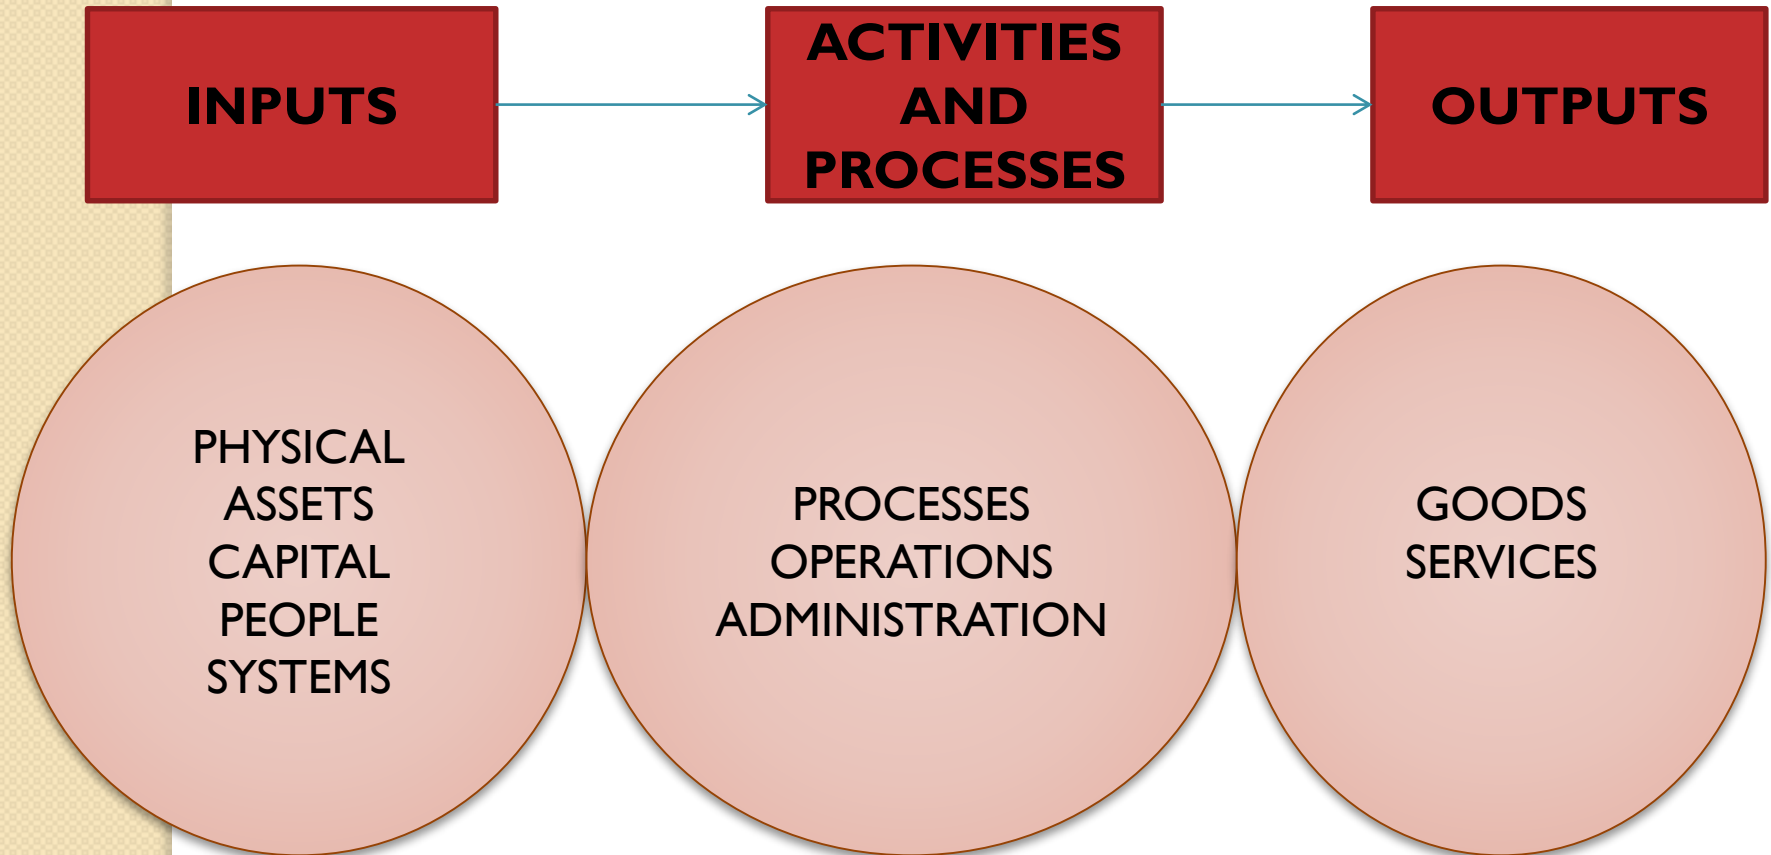 INPUTS
ACTIVITIES
AND
PROCESSES
OUTPUTS
PHYSICAL
ASSETS
CAPITAL
PEOPLE
SYSTEMS
PROCESSES
OPERATIONS
ADMINISTRATION
GOODS
SERVICES